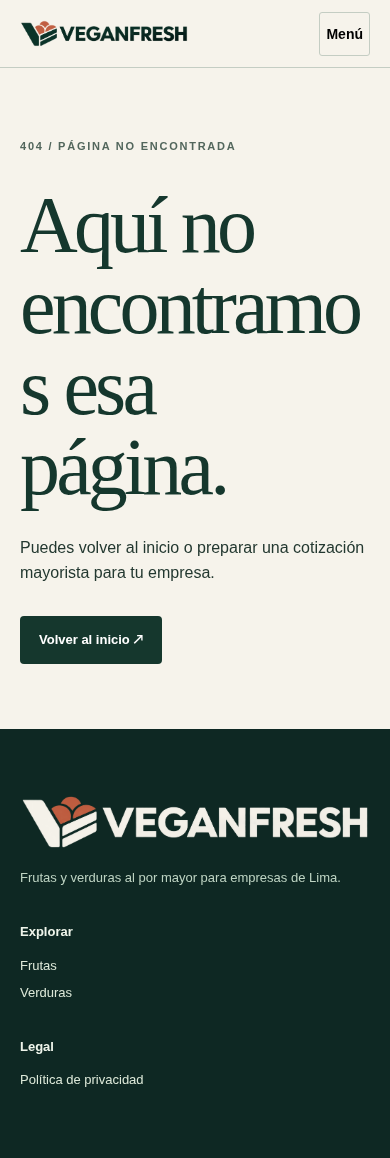 VEGANFRESH
Menú
404 / PÁGINA NO ENCONTRADA
Aquí no
encontramo
s esa
página.
Puedes volver al inicio o preparar una cotización
mayorista para tu empresa.
Volver al inicio ↗
VEGANFRESH
Frutas y verduras al por mayor para empresas de Lima.
Explorar
Frutas
Verduras
Legal
Política de privacidad